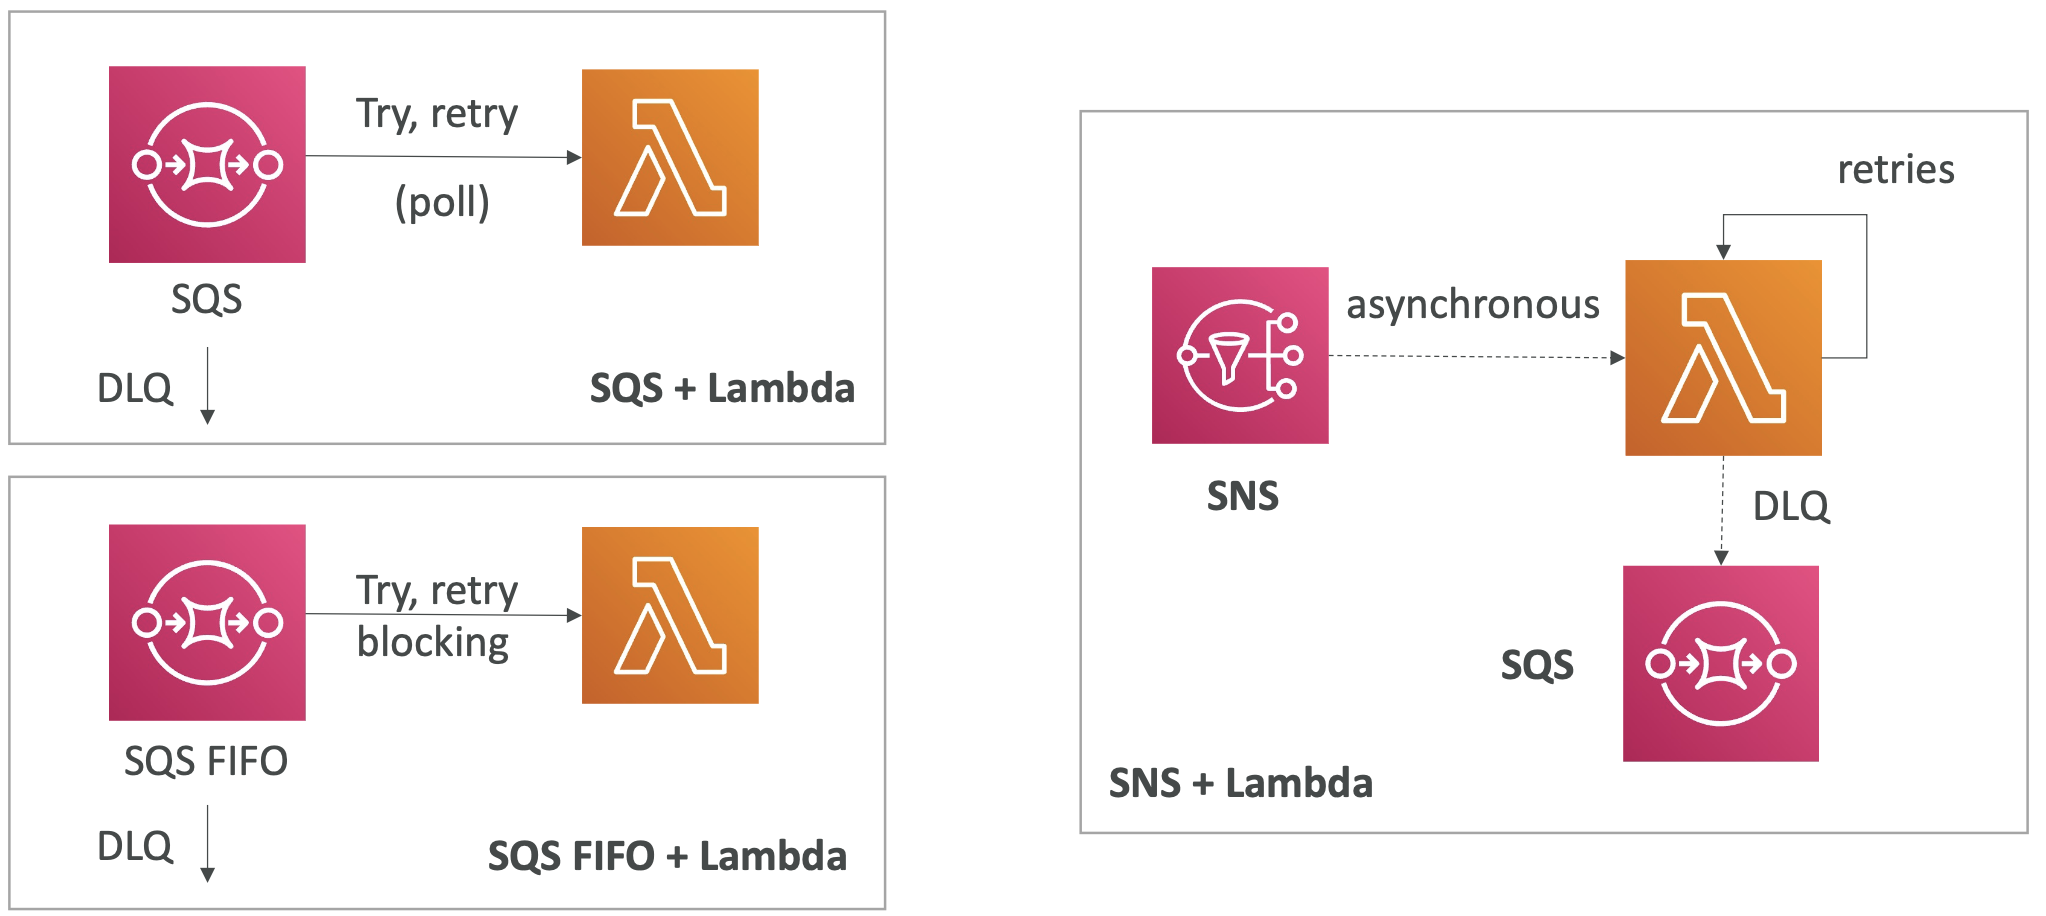 Try, retry
(poll)
SQS
DLQ
SQS + Lambda
Try, retry
blocking
SQS FIFO
DLQ
SQS FIFO + Lambda
retries
asynchronous
SNS
DLQ
SQS
SNS + Lambda